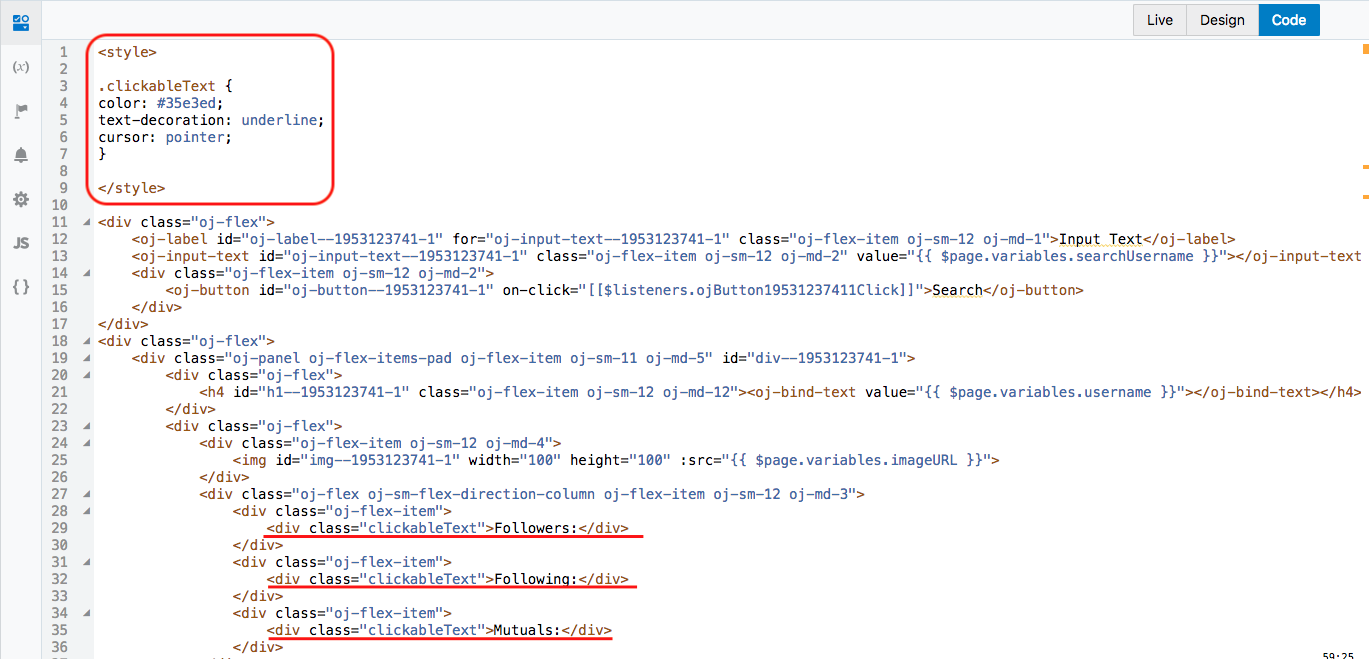 Live Design Code
(x)
JS
{ }
1 <style>
2
3 .clickableText {
4 color: #35e3ed;
5 text-decoration: underline;
6 cursor: pointer;
7 }
8
9 </style>
10
11 <div class="oj-flex">
12 <oj-label id="oj-label--1953123741-1" for="oj-input-text--1953123741-1" class="oj-flex-item oj-sm-12 oj-md-1">Input Text</oj-label>
13 <oj-input-text id="oj-input-text--1953123741-1" class="oj-flex-item oj-sm-12 oj-md-2" value="{{ $page.variables.searchUsername }}"></oj-input-text
14 <div class="oj-flex-item oj-sm-12 oj-md-2">
15 <oj-button id="oj-button--1953123741-1" on-click="[[$listeners.ojButton19531237411Click]]">Search</oj-button>
16 </div>
17 </div>
18 <div class="oj-flex">
19 <div class="oj-panel oj-flex-items-pad oj-flex-item oj-sm-11 oj-md-5" id="div--1953123741-1">
20 <div class="oj-flex">
21 <h4 id="h1--1953123741-1" class="oj-flex-item oj-sm-12 oj-md-12"><oj-bind-text value="{{ $page.variables.username }}"></oj-bind-text></h4>
22 </div>
23 <div class="oj-flex">
24 <div class="oj-flex-item oj-sm-12 oj-md-4">
25 <img id="img--1953123741-1" width="100" height="100" :src="{{ $page.variables.imageURL }}">
26 </div>
27 <div class="oj-flex oj-sm-flex-direction-column oj-flex-item oj-sm-12 oj-md-3">
28 <div class="oj-flex-item">
29 <div class="clickableText">Followers:</div>
30 </div>
31 <div class="oj-flex-item">
32 <div class="clickableText">Following:</div>
33 </div>
34 <div class="oj-flex-item">
35 <div class="clickableText">Mutuals:</div>
36 </div>
59:25